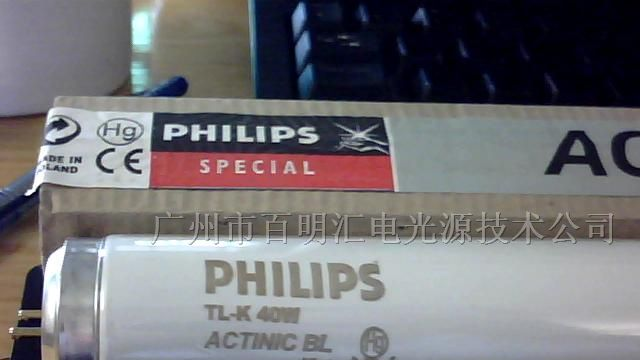 Hg
PHILIPS
SPECIAL
MADE IN
CE
AC
广州市百明汇电光源技术公司
PHILIPS
TL-K 40W
ACTINIC BL
Hg